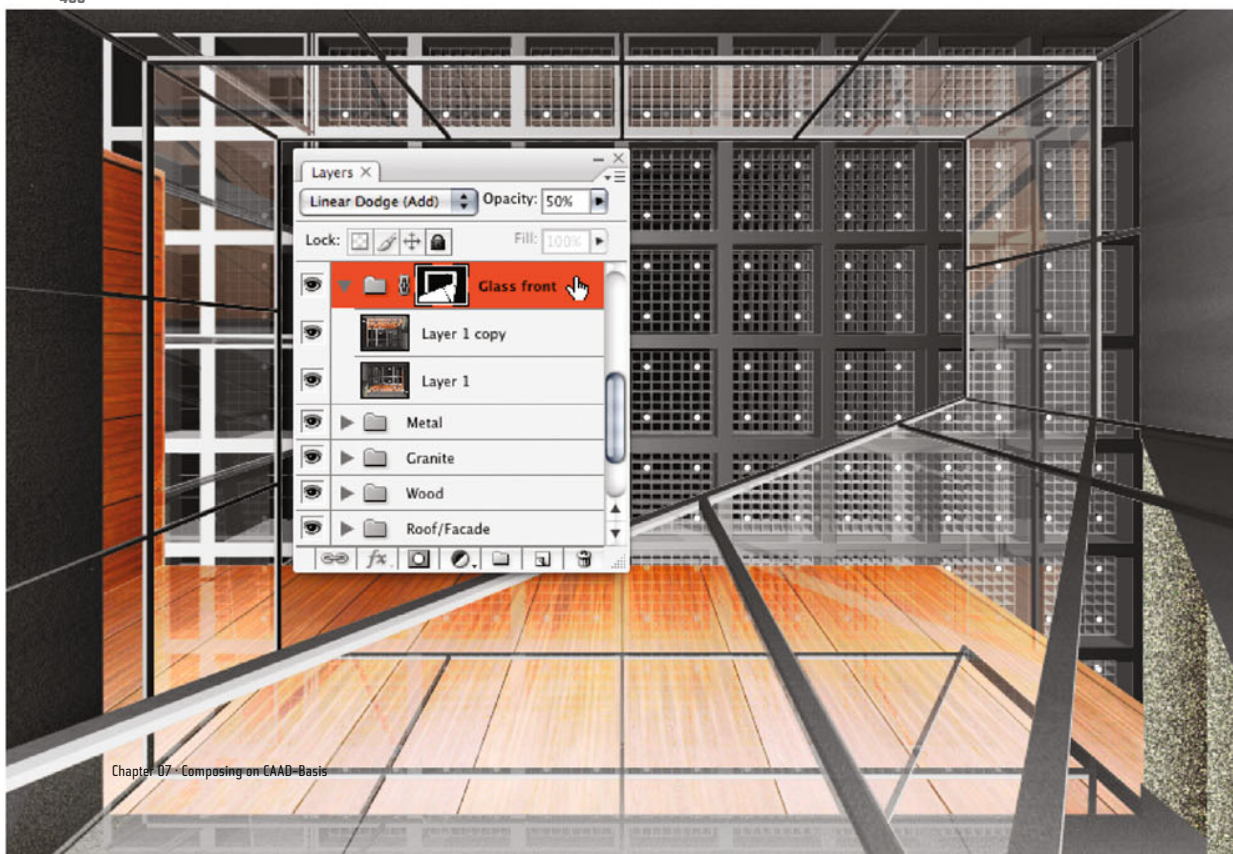 Layers ×
Linear Dodge (Add) Opacity: 50%
Lock: Fill: 100%
Glass front
Layer 1 copy
Layer 1
Metal
Granite
Wood
Roof/Facade
fx
Chapter 07 · Composing on CAAD-Basis